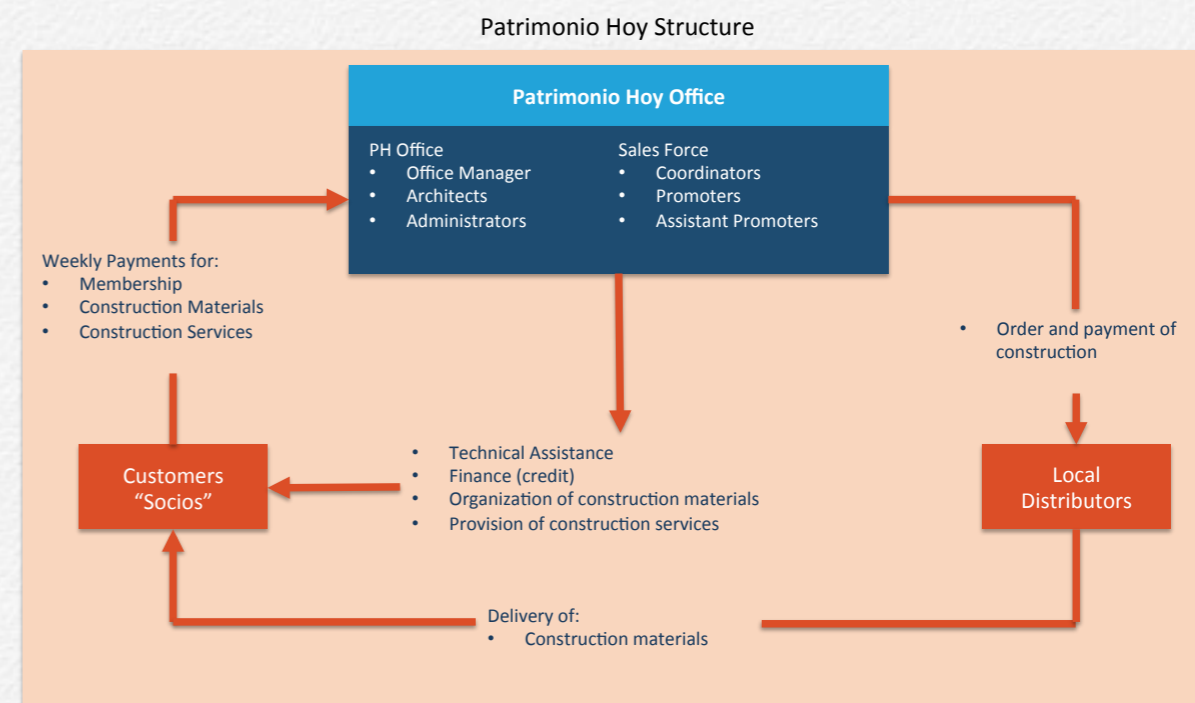 Patrimonio Hoy Structure
Patrimonio Hoy Office
PH Office
• Office Manager
• Architects
• Administrators
Sales Force
• Coordinators
• Promoters
• Assistant Promoters
Weekly Payments for:
• Membership
• Construction Materials
• Construction Services
• Order and payment of
construction
• Technical Assistance
• Finance (credit)
• Organization of construction materials
• Provision of construction services
Customers
“Socios”
Local
Distributors
Delivery of:
• Construction materials